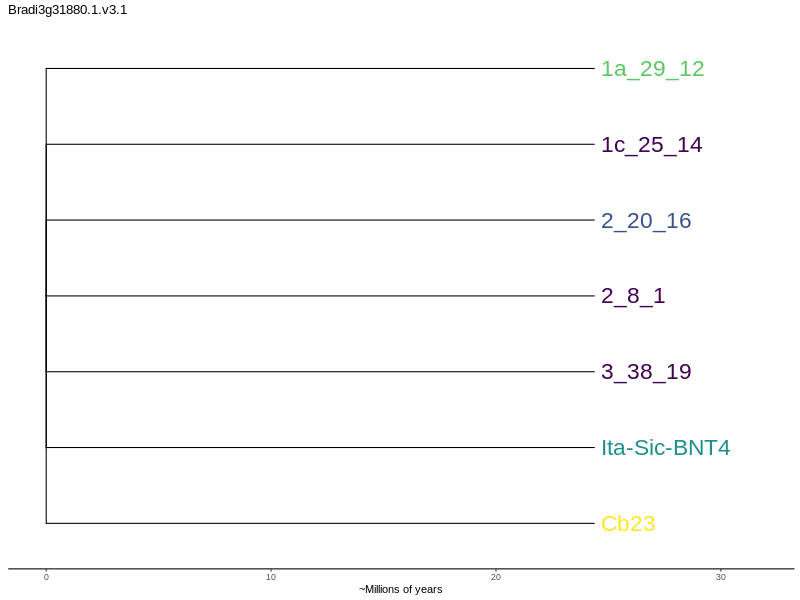 Bradi3g31880.1.v3.1
1a_29_12
1c_25_14
2_20_16
2_8_1
3_38_19
Ita-Sic-BNT4
Cb23
0 10 20 30
~Millions of years